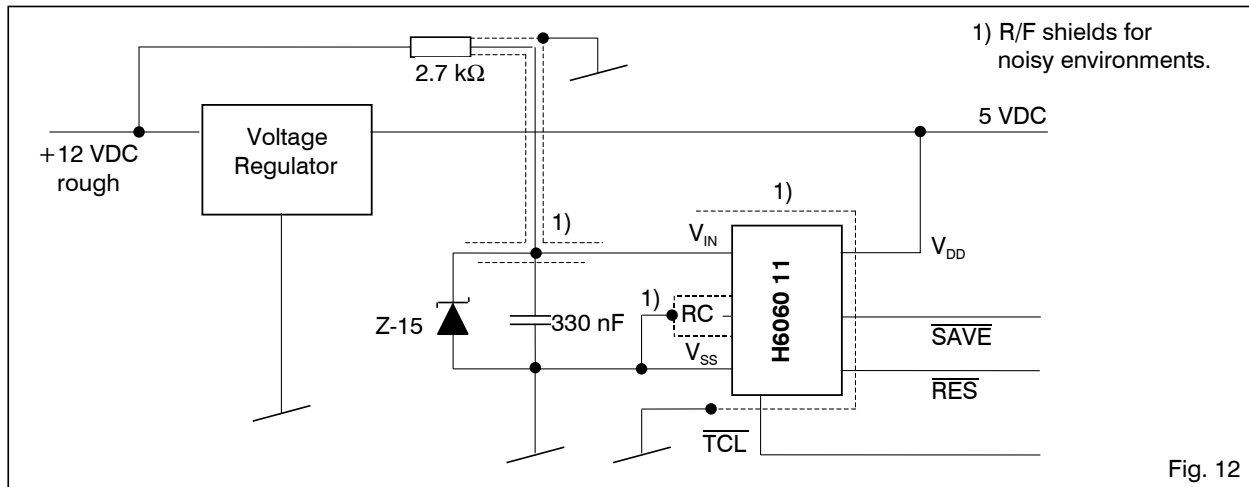 1) R/F shields for
noisy environments.
2.7 kΩ
5 VDC
Voltage
Regulator
+12 VDC
rough
1)
1)
V_IN
V_DD
H6060 11
1)
RC
Z-15
330 nF
SAVE
V_SS
RES
TCL
Fig. 12